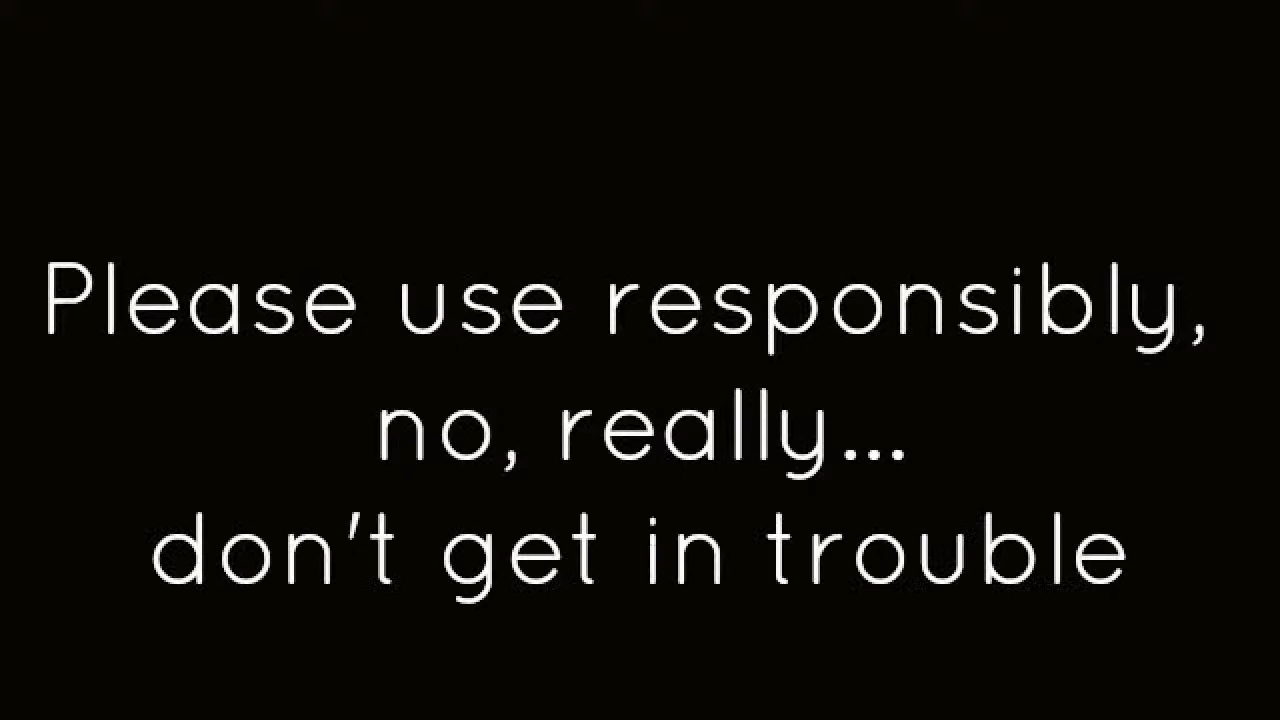 Please use responsibly,
no, really...
don't get in trouble